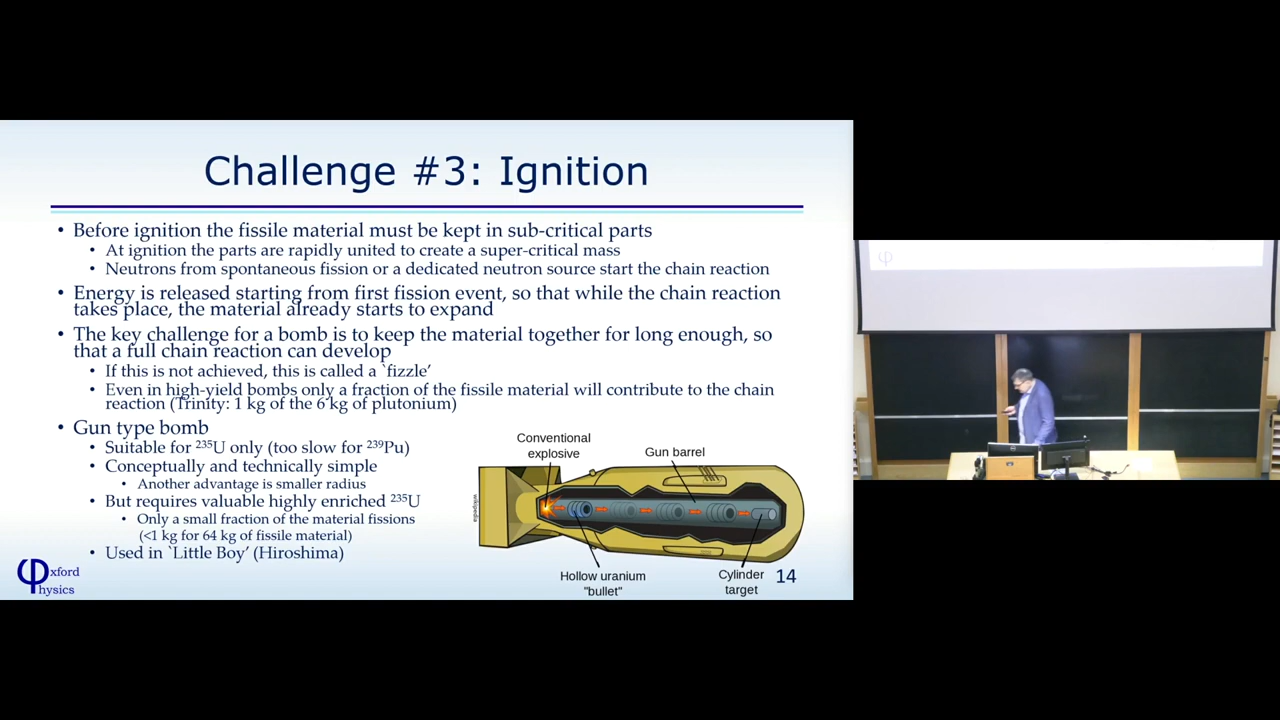 Challenge #3: Ignition
• Before ignition the fissile material must be kept in sub-critical parts
• At ignition the parts are rapidly united to create a super-critical mass
• Neutrons from spontaneous fission or a dedicated neutron source start the chain reaction
• Energy is released starting from first fission event, so that while the chain reaction
takes place, the material already starts to expand
• The key challenge for a bomb is to keep the material together for long enough, so
that a full chain reaction can develop
• If this is not achieved, this is called a `fizzle’
• Even in high-yield bombs only a fraction of the fissile material will contribute to the chain
reaction (Trinity: 1 kg of the 6 kg of plutonium)
• Gun type bomb
• Suitable for ²³⁵U only (too slow for ²³⁹Pu)
• Conceptually and technically simple
• Another advantage is smaller radius
• But requires valuable highly enriched ²³⁵U
• Only a small fraction of the material fissions
(<1 kg for 64 kg of fissile material)
• Used in `Little Boy’ (Hiroshima)
Conventional
explosive
Gun barrel
wikipedia
Hollow uranium
"bullet"
Cylinder
target
14
φxford
hysics
φ